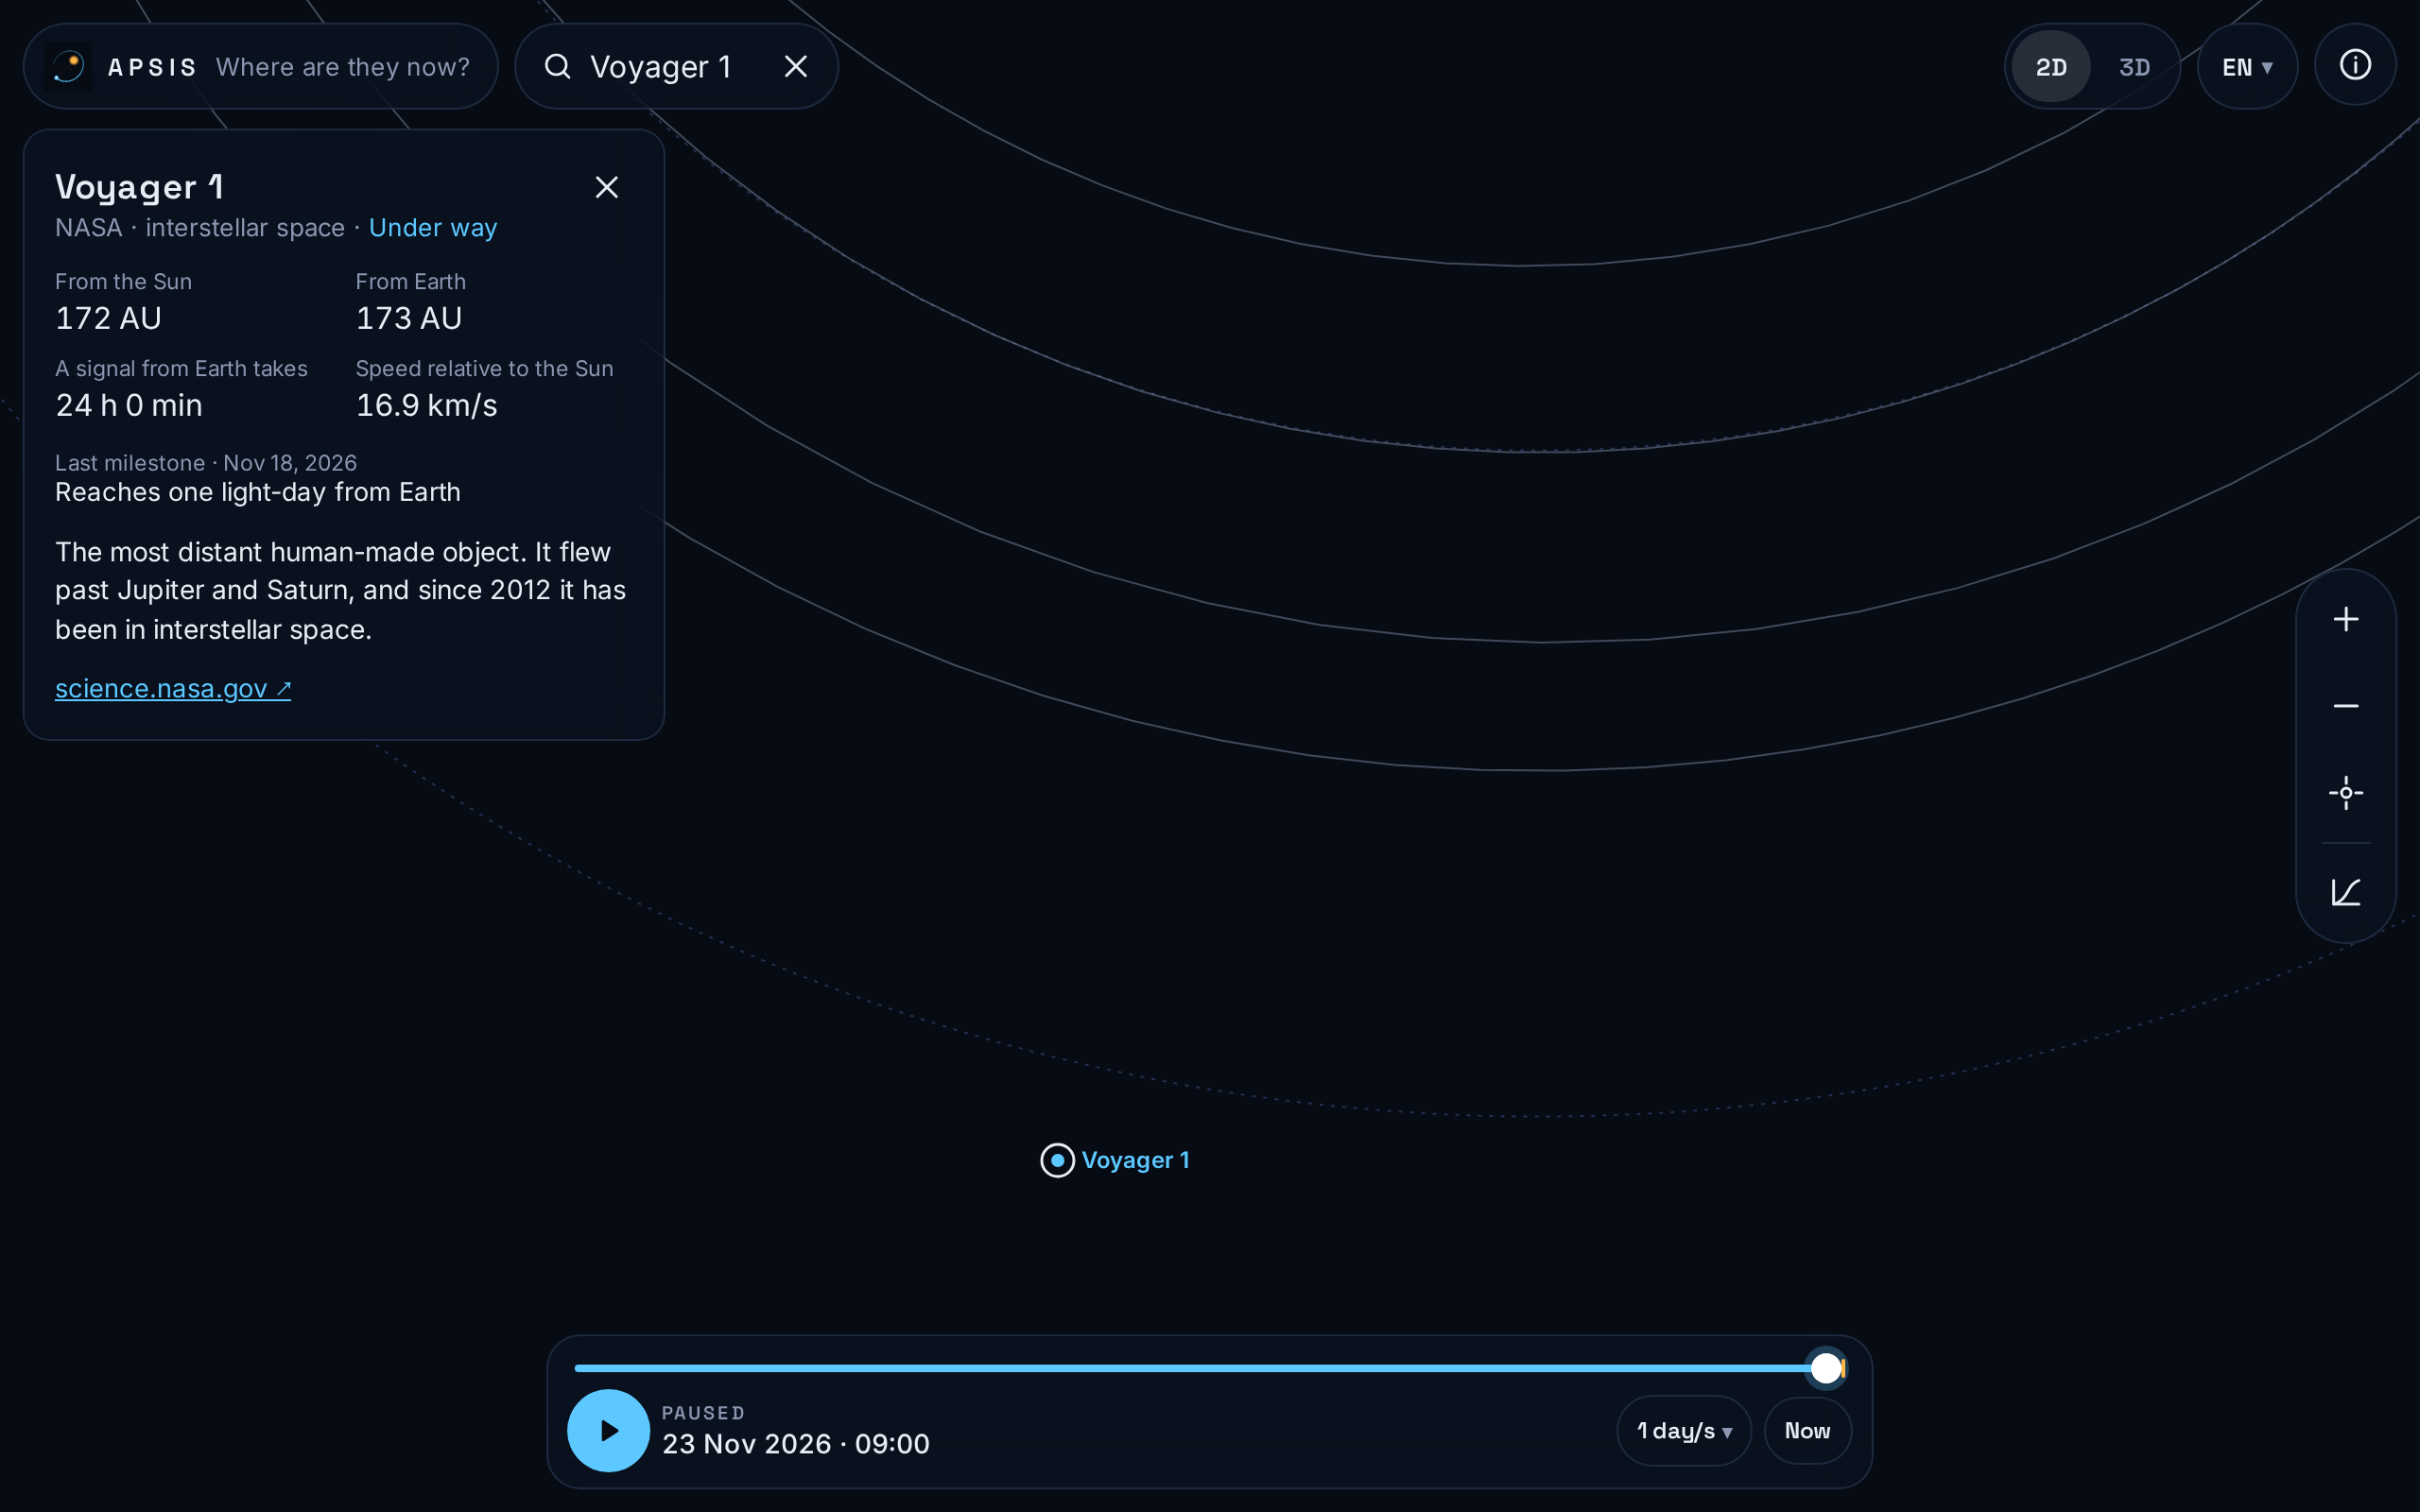 APSIS Where are they now?
Voyager 1
2D 3D
EN ▾
Voyager 1
NASA · interstellar space · Under way
From the Sun From Earth
172 AU 173 AU
A signal from Earth takes Speed relative to the Sun
24 h 0 min 16.9 km/s
Last milestone · Nov 18, 2026
Reaches one light-day from Earth
The most distant human-made object. It flew
past Jupiter and Saturn, and since 2012 it has
been in interstellar space.
science.nasa.gov ↗
Voyager 1
PAUSED
23 Nov 2026 · 09:00
1 day/s ▾ Now